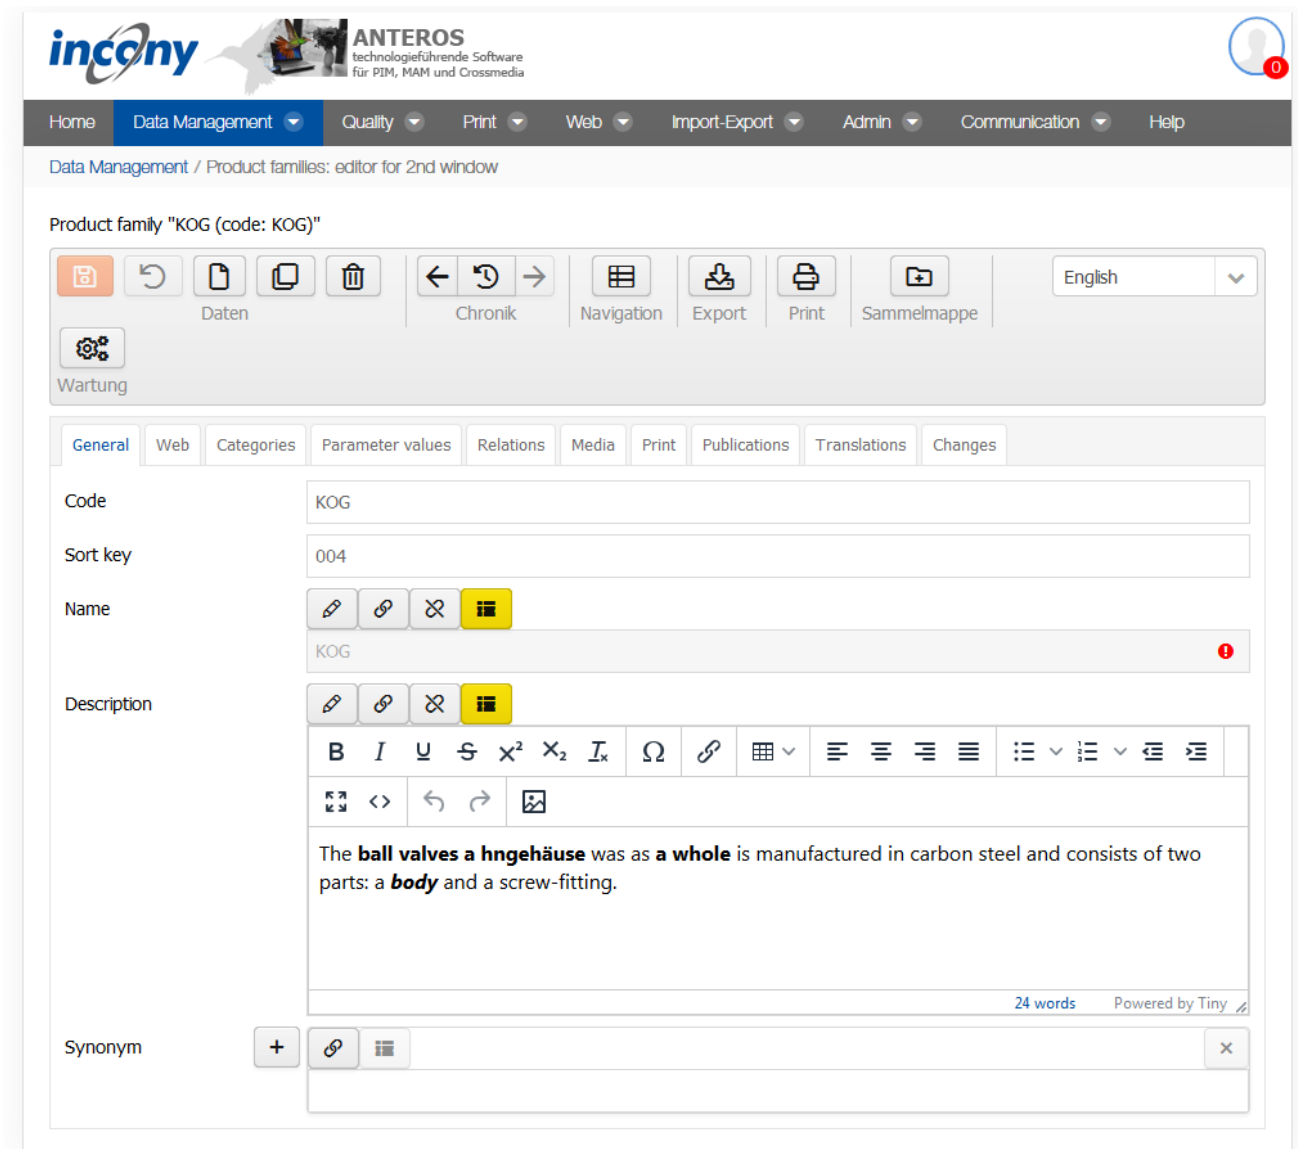 incony
ANTEROS
technologieführende Software
für PIM, MAM und Crossmedia
0
Home Data Management Quality Print Web Import-Export Admin Communication Help
Data Management / Product families: editor for 2nd window
Product family "KOG (code: KOG)"
English
Daten Chronik Navigation Export Print Sammelmappe
Wartung
General Web Categories Parameter values Relations Media Print Publications Translations Changes
Code KOG
Sort key 004
Name
KOG
Description
The ball valves a hngehäuse was as a whole is manufactured in carbon steel and consists of two
parts: a body and a screw-fitting.
24 words Powered by Tiny
Synonym